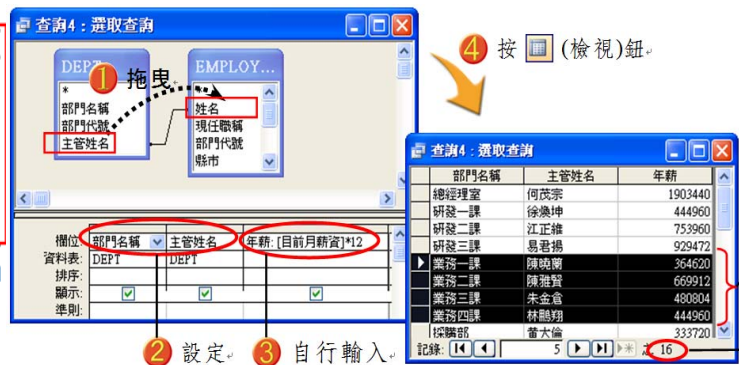 查詢4：選取查詢
DEPT
*
部門名稱
部門代號
主管姓名
1 拖曳
EMPLOY...
*
姓名
現任職稱
部門代號
縣市
欄位: 部門名稱 主管姓名 年薪: [目前月薪資]*12
資料表: DEPT DEPT
排序:
顯示:
準則:
2 設定
3 自行輸入
4 按 (檢視)鈕
查詢4：選取查詢
部門名稱 主管姓名 年薪
總經理室 何茂宗 1903440
研發一課 徐煥坤 444960
研發二課 江正維 753960
研發三課 易君揚 929472
業務一課 陳曉蘭 364620
業務二課 陳雅賢 669912
業務三課 朱金倉 480804
業務四課 林鵬翔 444960
採購部 苗大倫 333720
記錄: 5 之 16